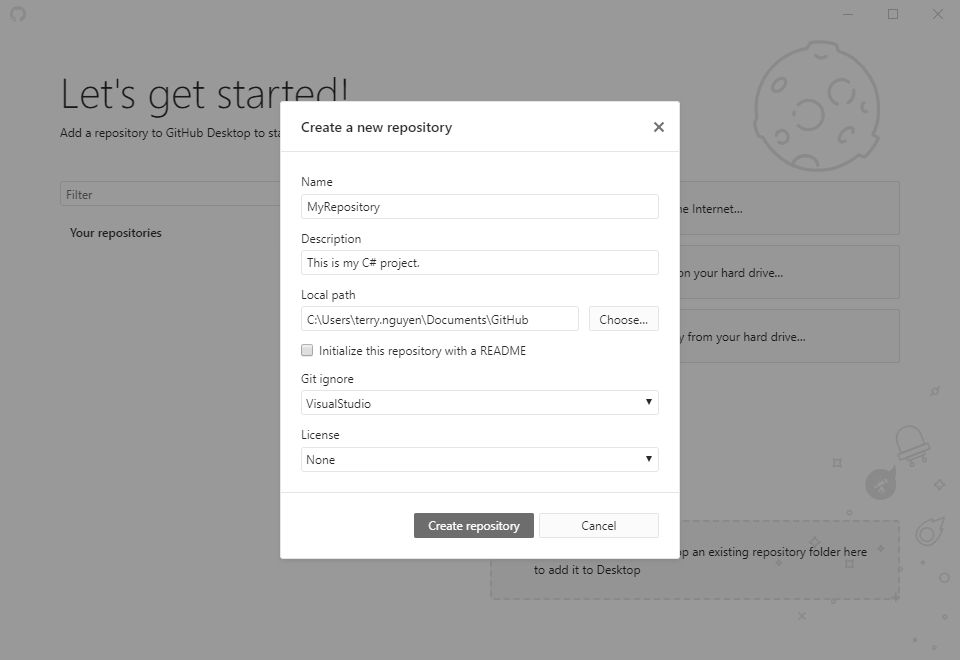 Let's get started!
Add a repository to GitHub Desktop to
Filter
Your repositories
Internet...
on your hard drive...
from your hard drive...
an existing repository folder here
to add it to Desktop
Create a new repository
Name
MyRepository
Description
This is my C# project.
Local path
C:\Users\terry.nguyen\Documents\GitHub
Choose...
Initialize this repository with a README
Git ignore
VisualStudio
License
None
Create repository
Cancel